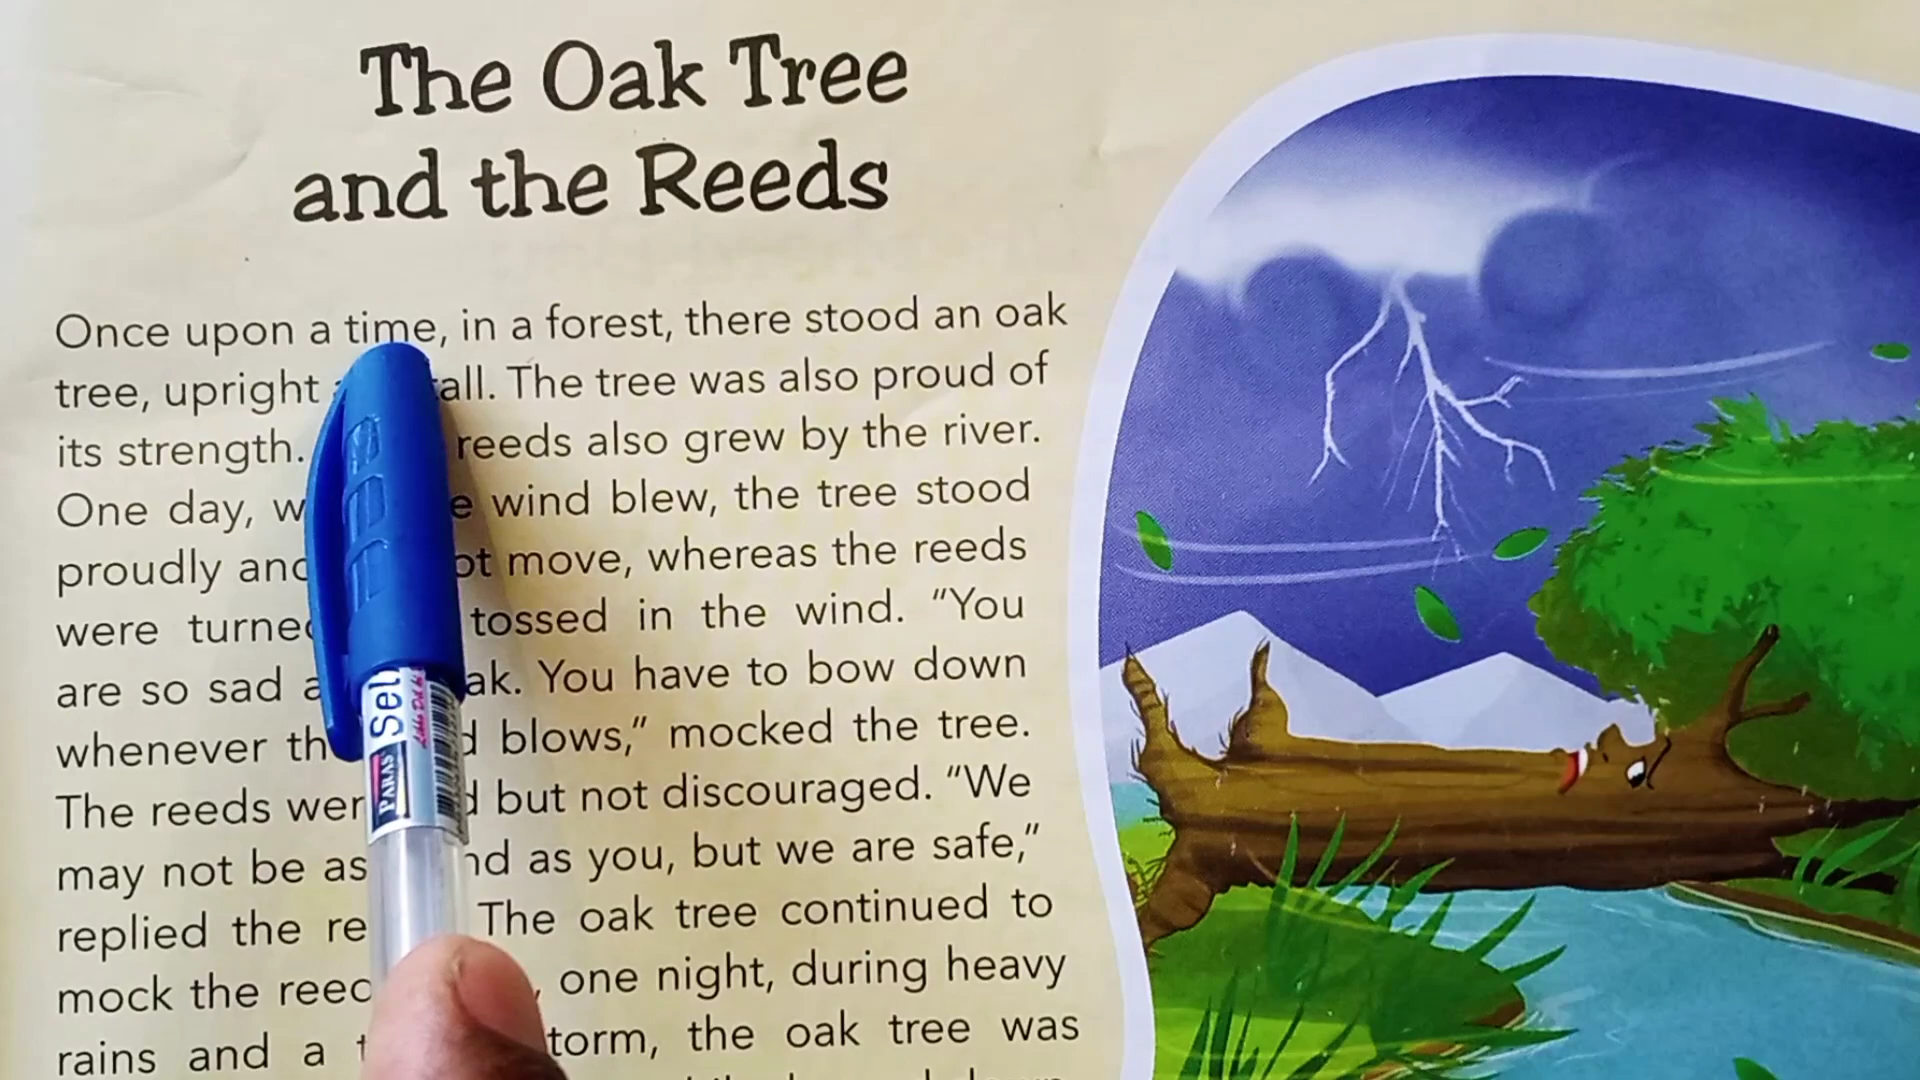 The Oak Tree
and the Reeds
Once upon a time, in a forest, there stood an oak
tree, upright all. The tree was also proud of
its strength. reeds also grew by the river.
One day, w e wind blew, the tree stood
proudly and ot move, whereas the reeds
were turned tossed in the wind. "You
are so sad a ak. You have to bow down
whenever th d blows," mocked the tree.
The reeds wer d but not discouraged. "We
may not be as nd as you, but we are safe,"
replied the re The oak tree continued to
mock the reed , one night, during heavy
rains and a t torm, the oak tree was
Sel
PARAS